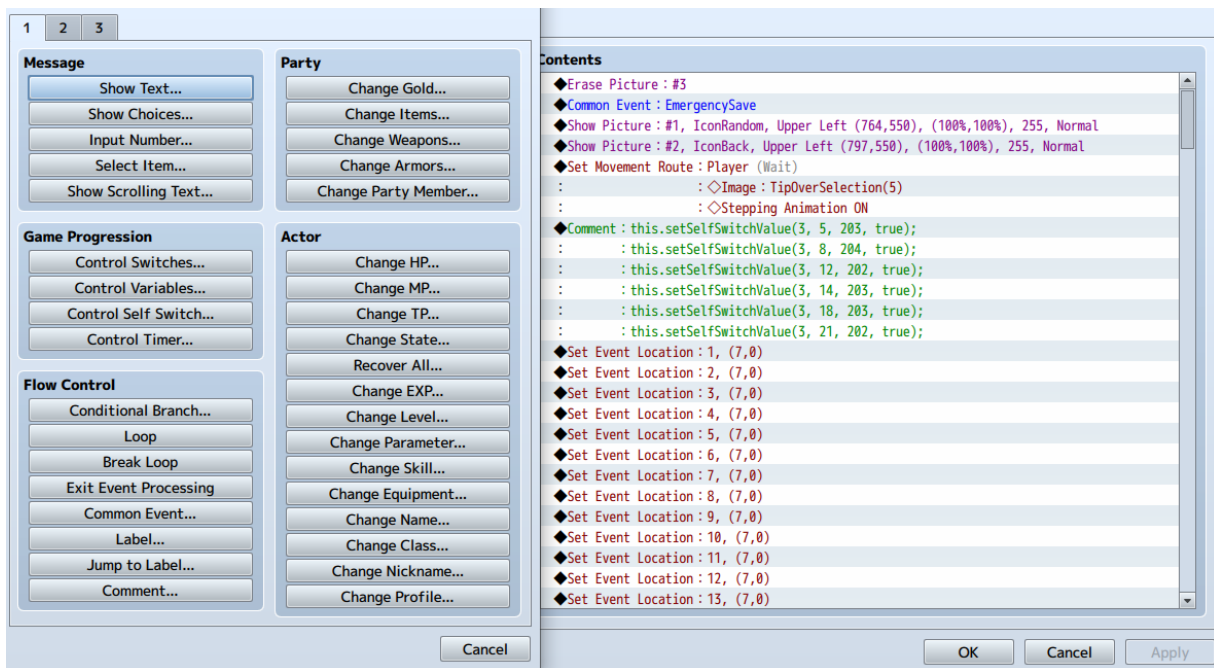 1 2 3
Message
Show Text...
Show Choices...
Input Number...
Select Item...
Show Scrolling Text...
Game Progression
Control Switches...
Control Variables...
Control Self Switch...
Control Timer...
Flow Control
Conditional Branch...
Loop
Break Loop
Exit Event Processing
Common Event...
Label...
Jump to Label...
Comment...
Party
Change Gold...
Change Items...
Change Weapons...
Change Armors...
Change Party Member...
Actor
Change HP...
Change MP...
Change TP...
Change State...
Recover All...
Change EXP...
Change Level...
Change Parameter...
Change Skill...
Change Equipment...
Change Name...
Change Class...
Change Nickname...
Change Profile...
Cancel
Contents
◆Erase Picture：#3
◆Common Event：EmergencySave
◆Show Picture：#1, IconRandom, Upper Left (764,550), (100%,100%), 255, Normal
◆Show Picture：#2, IconBack, Upper Left (797,550), (100%,100%), 255, Normal
◆Set Movement Route：Player (Wait)
：　　　　　　　：◇Image：TipOverSelection(5)
：　　　　　　　：◇Stepping Animation ON
◆Comment：this.setSelfSwitchValue(3, 5, 203, true);
：　　　：this.setSelfSwitchValue(3, 8, 204, true);
：　　　：this.setSelfSwitchValue(3, 12, 202, true);
：　　　：this.setSelfSwitchValue(3, 14, 203, true);
：　　　：this.setSelfSwitchValue(3, 18, 203, true);
：　　　：this.setSelfSwitchValue(3, 21, 202, true);
◆Set Event Location：1, (7,0)
◆Set Event Location：2, (7,0)
◆Set Event Location：3, (7,0)
◆Set Event Location：4, (7,0)
◆Set Event Location：5, (7,0)
◆Set Event Location：6, (7,0)
◆Set Event Location：7, (7,0)
◆Set Event Location：8, (7,0)
◆Set Event Location：9, (7,0)
◆Set Event Location：10, (7,0)
◆Set Event Location：11, (7,0)
◆Set Event Location：12, (7,0)
◆Set Event Location：13, (7,0)
OK
Cancel
Apply